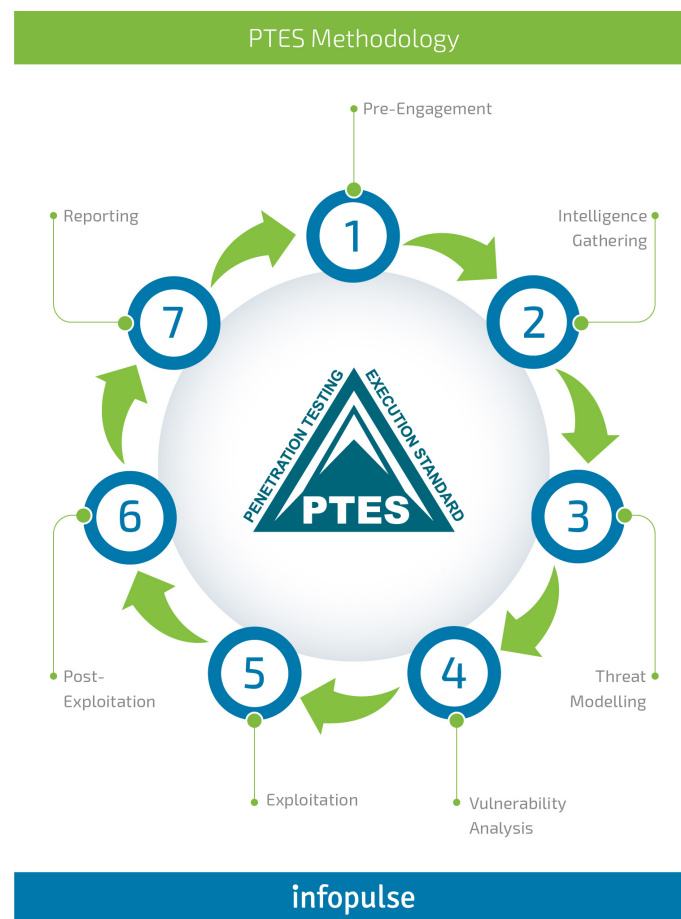 PTES Methodology
Pre-Engagement
Reporting
Intelligence
Gathering
1
2
3
4
5
6
7
PENETRATION TESTING
EXECUTION STANDARD
PTES
Post-
Exploitation
Threat
Modelling
Exploitation
Vulnerability
Analysis
infopulse